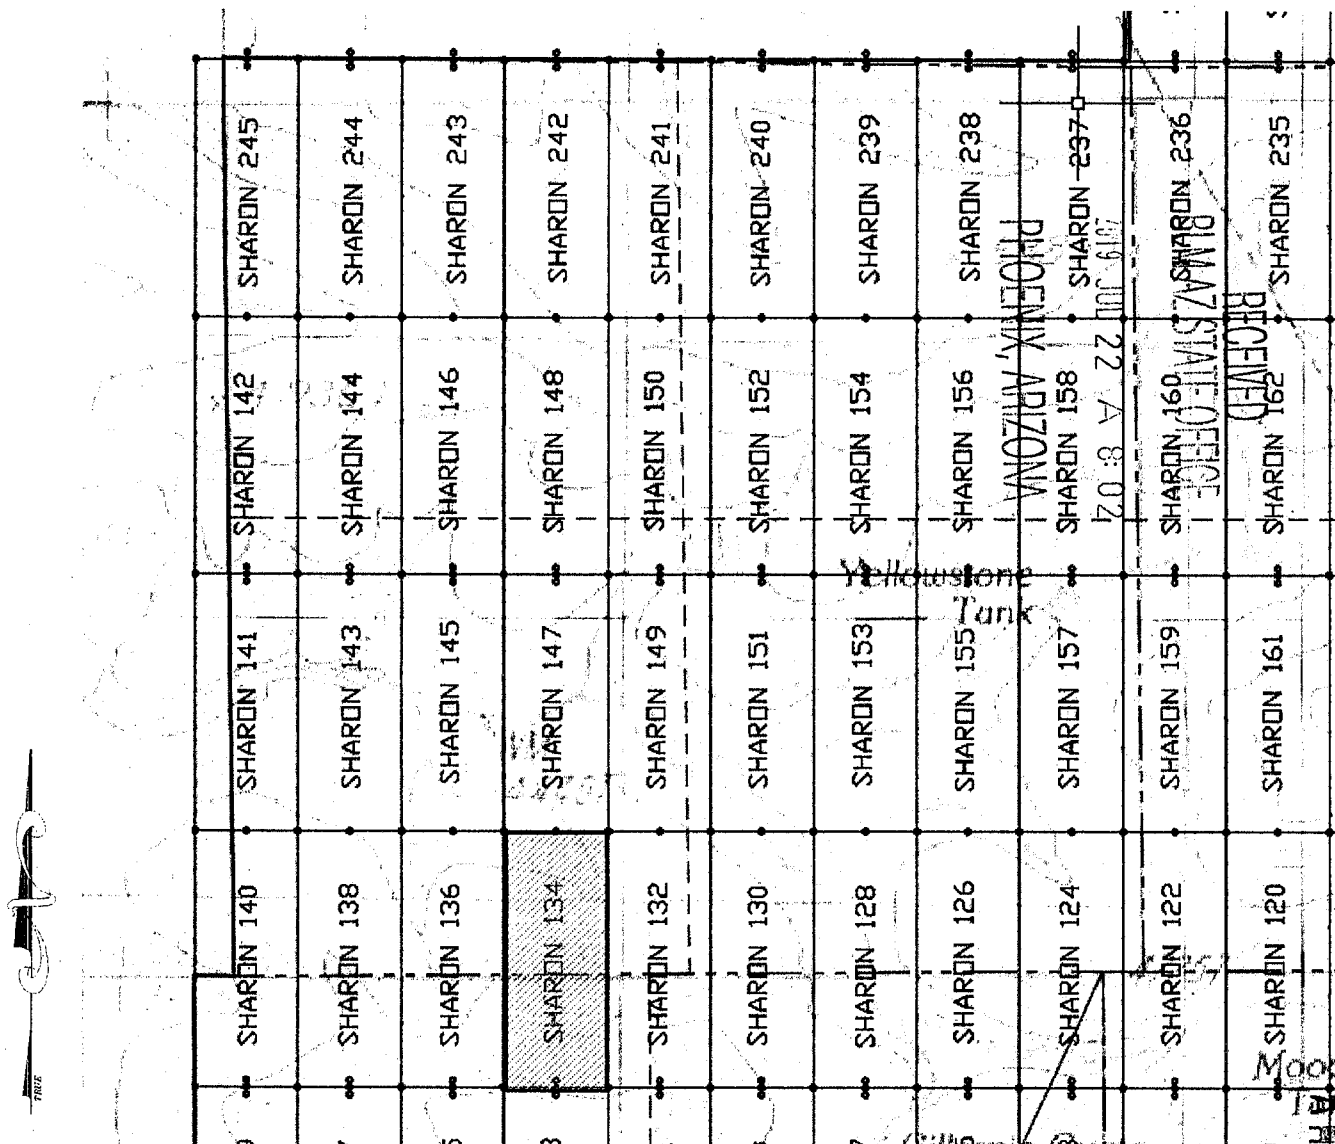 SHARON 245
SHARON 244
SHARON 243
SHARON 242
SHARON 241
SHARON 240
SHARON 239
SHARON 238
SHARON 237
SHARON 236
SHARON 235
RECEIVED
BLM AZ STATE OFFICE
2019 JUL 22 A 8: 02
PHOENIX, ARIZONA
SHARON 142
SHARON 144
SHARON 146
SHARON 148
SHARON 150
SHARON 152
SHARON 154
SHARON 156
SHARON 158
SHARON 160
SHARON 162
Yellowstone
Tank
SHARON 141
SHARON 143
SHARON 145
SHARON 147
SHARON 149
SHARON 151
SHARON 153
SHARON 155
SHARON 157
SHARON 159
SHARON 161
SHARON 140
SHARON 138
SHARON 136
SHARON 134
SHARON 132
SHARON 130
SHARON 128
SHARON 126
SHARON 124
SHARON 122
SHARON 120
TRUE